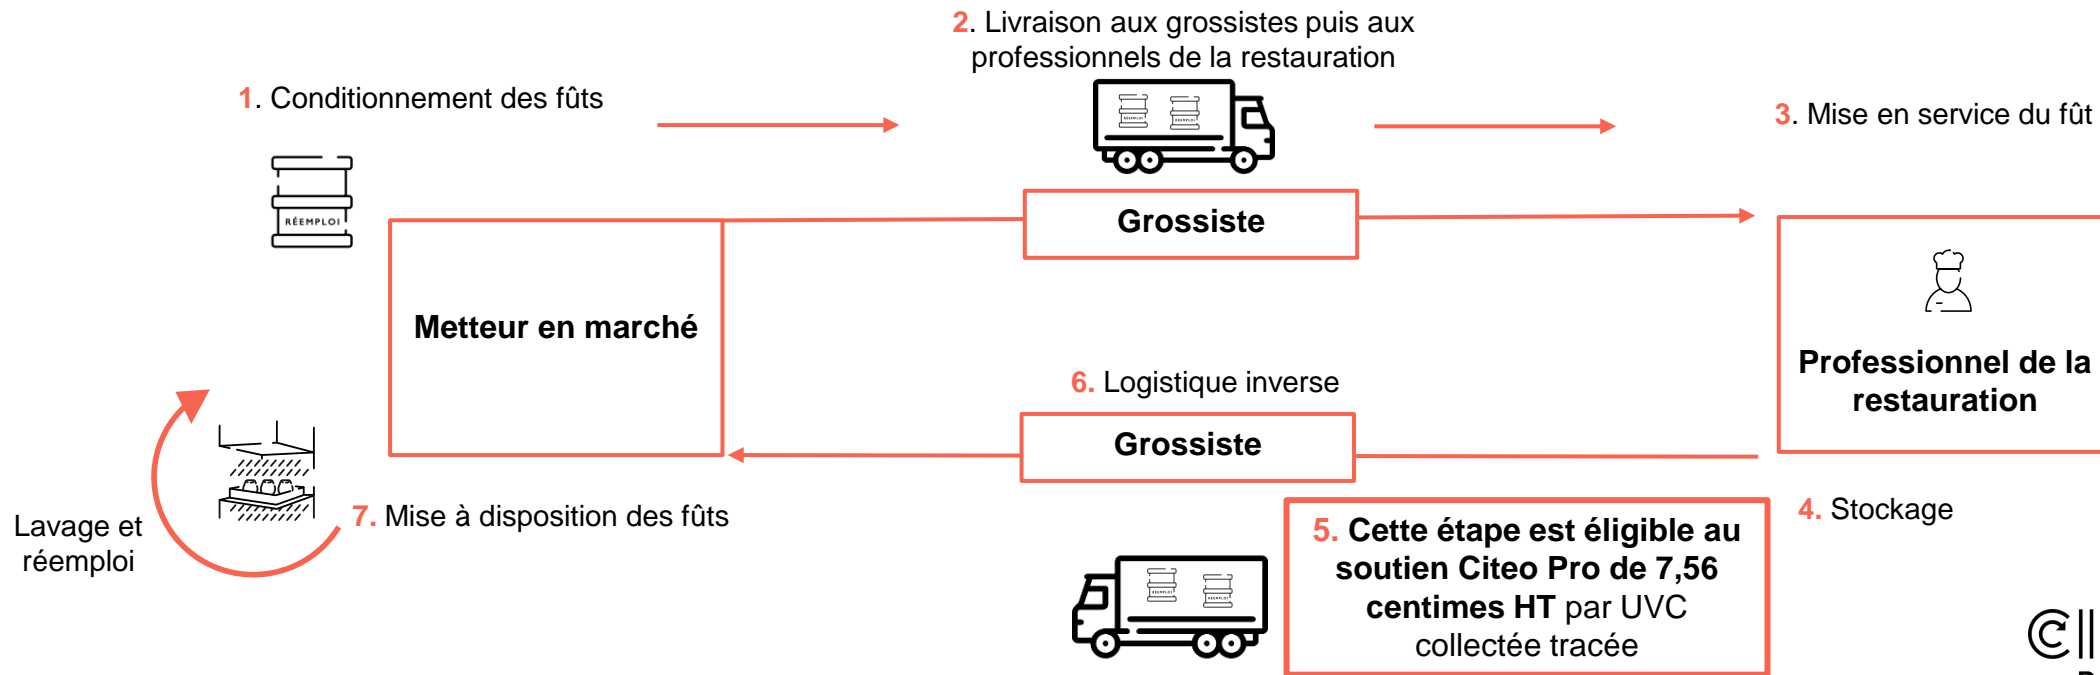 2. Livraison aux grossistes puis aux
professionnels de la restauration
1. Conditionnement des fûts
3. Mise en service du fût
RÉEMPLOI
Grossiste
Metteur en marché
Professionnel de la
restauration
6. Logistique inverse
Grossiste
4. Stockage
5. Cette étape est éligible au
soutien Citeo Pro de 7,56
centimes HT par UVC
collectée tracée
7. Mise à disposition des fûts
Lavage et
réemploi